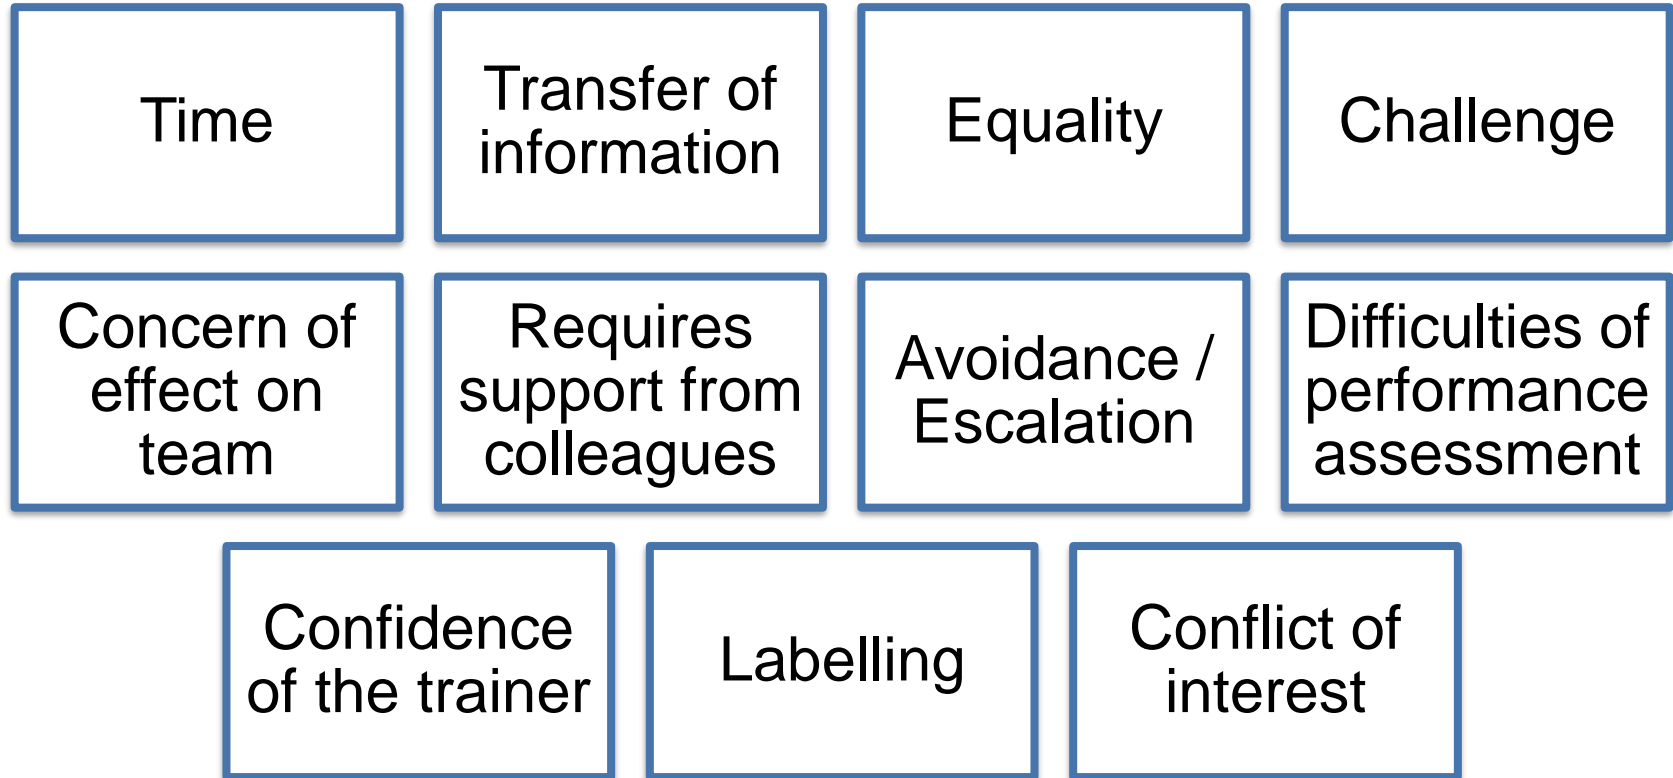 Time
Transfer of
information
Equality
Challenge
Concern of
effect on
team
Requires
support from
colleagues
Avoidance /
Escalation
Difficulties of
performance
assessment
Confidence
of the trainer
Labelling
Conflict of
interest